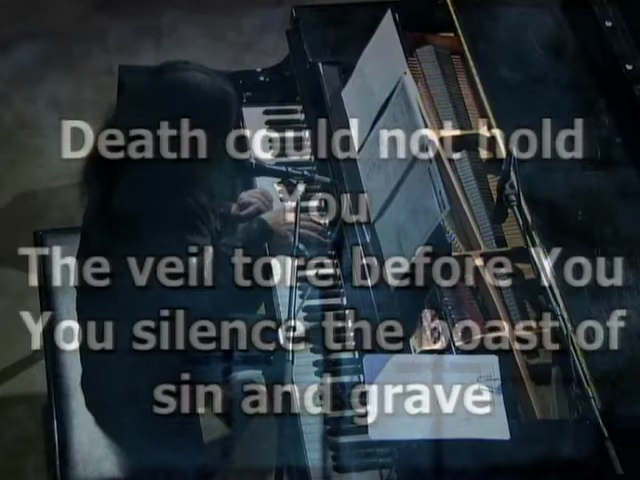 Death could not hold
You
The veil tore before You
You silence the boast of
sin and grave